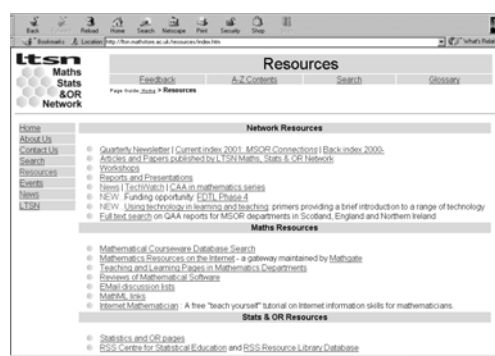 Back Reload Home Search Netscape Print Security Shop
Bookmarks Location http://ltsn.mathstore.ac.uk/resources/index.htm What's Related
ltsn
Maths
Stats
&OR
Network
Resources
Feedback A-Z Contents Search Glossary
Page Guide: Home > Resources
Home
About Us
Contact Us
Search
Resources
Events
News
LTSN
Network Resources
Quarterly Newsletter | Current index 2001. MSOR Connections | Back index 2000-
Articles and Papers published by LTSN Maths, Stats & OR Network
Workshops
Reports and Presentations
News | TechWatch | CAA in mathematics series
NEW...Funding opportunity: FDTL Phase 4
NEW...Using technology in learning and teaching: primers providing a brief introduction to a range of technology
Full text search on QAA reports for MSOR departments in Scotland, England and Northern Ireland
Maths Resources
Mathematical Courseware Database Search
Mathematics Resources on the Internet - a gateway maintained by Mathgate
Teaching and Learning Pages in Mathematics Departments
Reviews of Mathematical Software
EMail discussion lists
MathML links
Internet Mathematician : A free "teach yourself" tutorial on Internet information skills for mathematicians.
Stats & OR Resources
Statistics and OR pages
RSS Centre for Statistical Education and RSS Resource Library Database